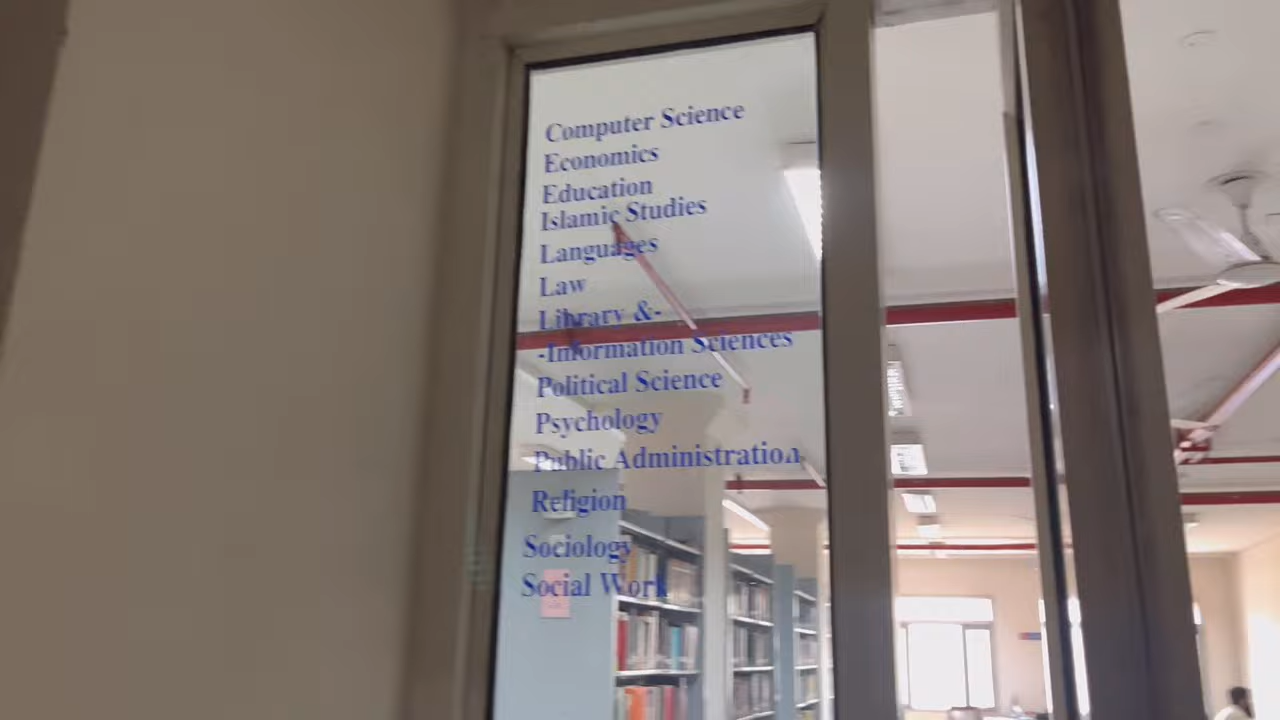 Computer Science
Economics
Education
Islamic Studies
Languages
Law
Library &-
-Information Sciences
Political Science
Psychology
Public Administration
Religion
Sociology
Social Work